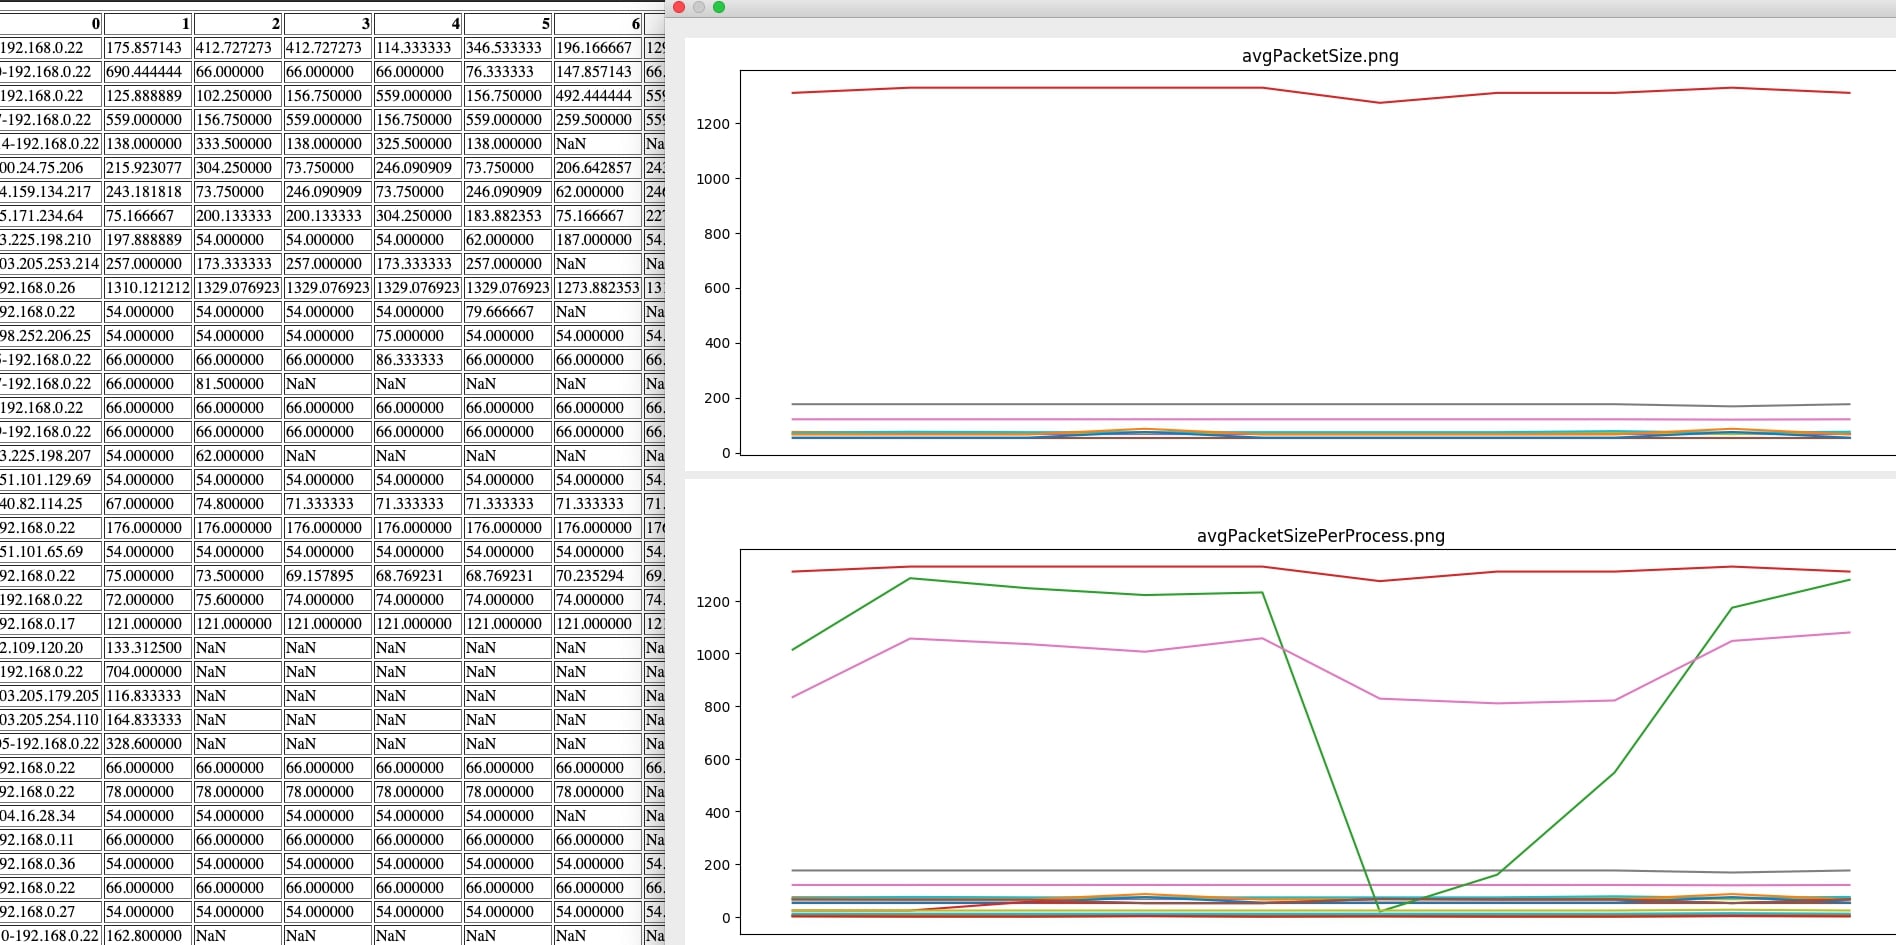 0 1 2 3 4 5 6
192.168.0.22 175.857143 412.727273 412.727273 114.333333 346.533333 196.166667 129
-192.168.0.22 690.444444 66.000000 66.000000 66.000000 76.333333 147.857143 66.
192.168.0.22 125.888889 102.250000 156.750000 559.000000 156.750000 492.444444 559
-192.168.0.22 559.000000 156.750000 559.000000 156.750000 559.000000 259.500000 559
4-192.168.0.22 138.000000 333.500000 138.000000 325.500000 138.000000 NaN Na
00.24.75.206 215.923077 304.250000 73.750000 246.090909 73.750000 206.642857 243
4.159.134.217 243.181818 73.750000 246.090909 73.750000 246.090909 62.000000 246
5.171.234.64 75.166667 200.133333 200.133333 304.250000 183.882353 75.166667 227
3.225.198.210 197.888889 54.000000 54.000000 54.000000 62.000000 187.000000 54.
03.205.253.214 257.000000 173.333333 257.000000 173.333333 257.000000 NaN Na
92.168.0.26 1310.121212 1329.076923 1329.076923 1329.076923 1329.076923 1273.882353 131
92.168.0.22 54.000000 54.000000 54.000000 54.000000 79.666667 NaN Na
98.252.206.25 54.000000 54.000000 54.000000 75.000000 54.000000 54.000000 54.
-192.168.0.22 66.000000 66.000000 66.000000 86.333333 66.000000 66.000000 66.
-192.168.0.22 66.000000 81.500000 NaN NaN NaN NaN Na
192.168.0.22 66.000000 66.000000 66.000000 66.000000 66.000000 66.000000 66.
-192.168.0.22 66.000000 66.000000 66.000000 66.000000 66.000000 66.000000 66.
3.225.198.207 54.000000 62.000000 NaN NaN NaN NaN Na
51.101.129.69 54.000000 54.000000 54.000000 54.000000 54.000000 54.000000 54.
40.82.114.25 67.000000 74.800000 71.333333 71.333333 71.333333 71.333333 71.
92.168.0.22 176.000000 176.000000 176.000000 176.000000 176.000000 176.000000 176
51.101.65.69 54.000000 54.000000 54.000000 54.000000 54.000000 54.000000 54.
92.168.0.22 75.000000 73.500000 69.157895 68.769231 68.769231 70.235294 69.
192.168.0.22 72.000000 75.600000 74.000000 74.000000 74.000000 74.000000 74.
92.168.0.17 121.000000 121.000000 121.000000 121.000000 121.000000 121.000000 121
2.109.120.20 133.312500 NaN NaN NaN NaN NaN Na
192.168.0.22 704.000000 NaN NaN NaN NaN NaN Na
03.205.179.205 116.833333 NaN NaN NaN NaN NaN Na
03.205.254.110 164.833333 NaN NaN NaN NaN NaN Na
05-192.168.0.22 328.600000 NaN NaN NaN NaN NaN Na
92.168.0.22 66.000000 66.000000 66.000000 66.000000 66.000000 66.000000 66.
92.168.0.22 78.000000 78.000000 78.000000 78.000000 78.000000 78.000000 Na
04.16.28.34 54.000000 54.000000 54.000000 54.000000 54.000000 NaN Na
92.168.0.11 66.000000 66.000000 66.000000 66.000000 66.000000 66.000000 Na
92.168.0.36 54.000000 54.000000 54.000000 54.000000 54.000000 54.000000 54.
92.168.0.22 66.000000 66.000000 66.000000 66.000000 66.000000 66.000000 66.
92.168.0.27 54.000000 54.000000 54.000000 54.000000 54.000000 54.000000 54.
0-192.168.0.22 162.800000 NaN NaN NaN NaN NaN Na
avgPacketSize.png
1200
1000
800
600
400
200
0
avgPacketSizePerProcess.png
1200
1000
800
600
400
200
0